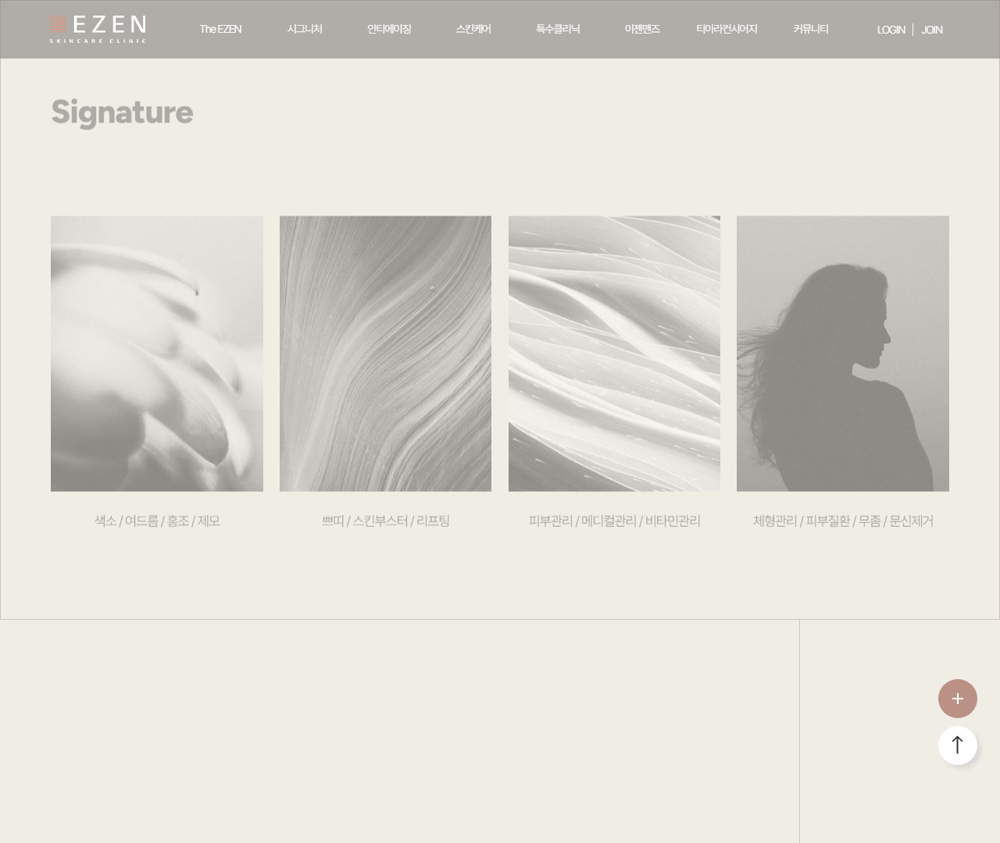 EZEN
SKINCARE CLINIC
The EZEN
시그니처
안티에이징
스킨케어
특수클리닉
이젠맨즈
티아라컨시어지
커뮤니티
LOGIN
JOIN
Signature
색소 / 여드름 / 홍조 / 제모
쁘띠 / 스킨부스터 / 리프팅
피부관리 / 메디컬관리 / 비타민관리
체형관리 / 피부질환 / 무좀 / 문신제거